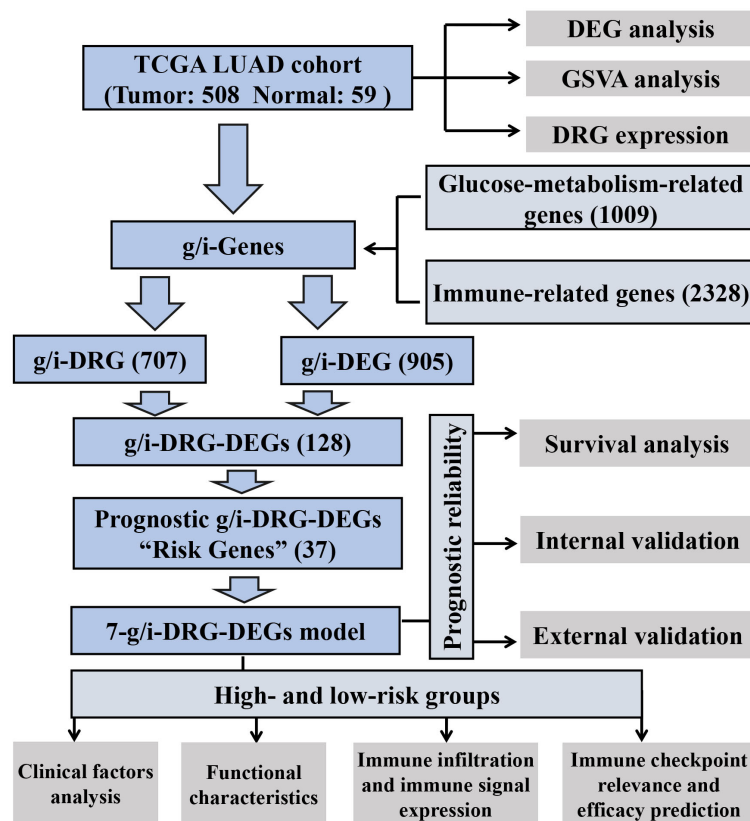 TCGA LUAD cohort
(Tumor: 508 Normal: 59 )
DEG analysis
GSVA analysis
DRG expression
Glucose-metabolism-related
genes (1009)
g/i-Genes
Immune-related genes (2328)
g/i-DRG (707)
g/i-DEG (905)
g/i-DRG-DEGs (128)
Prognostic g/i-DRG-DEGs
“Risk Genes” (37)
7-g/i-DRG-DEGs model
Prognostic reliability
Survival analysis
Internal validation
External validation
High- and low-risk groups
Clinical factors
analysis
Functional
characteristics
Immune infiltration
and immune signal
expression
Immune checkpoint
relevance and
efficacy prediction